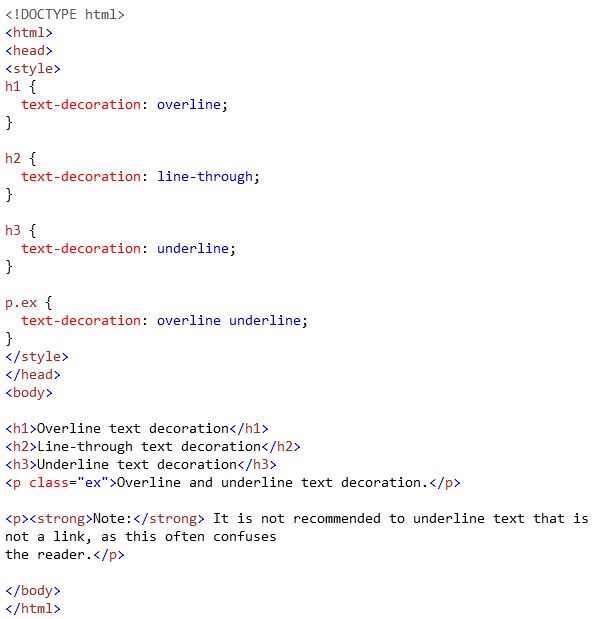 <!DOCTYPE html>
<html>
<head>
<style>
h1 {
  text-decoration: overline;
}

h2 {
  text-decoration: line-through;
}

h3 {
  text-decoration: underline;
}

p.ex {
  text-decoration: overline underline;
}
</style>
</head>
<body>

<h1>Overline text decoration</h1>
<h2>Line-through text decoration</h2>
<h3>Underline text decoration</h3>
<p class="ex">Overline and underline text decoration.</p>

<p><strong>Note:</strong> It is not recommended to underline text that is
not a link, as this often confuses
the reader.</p>

</body>
</html>